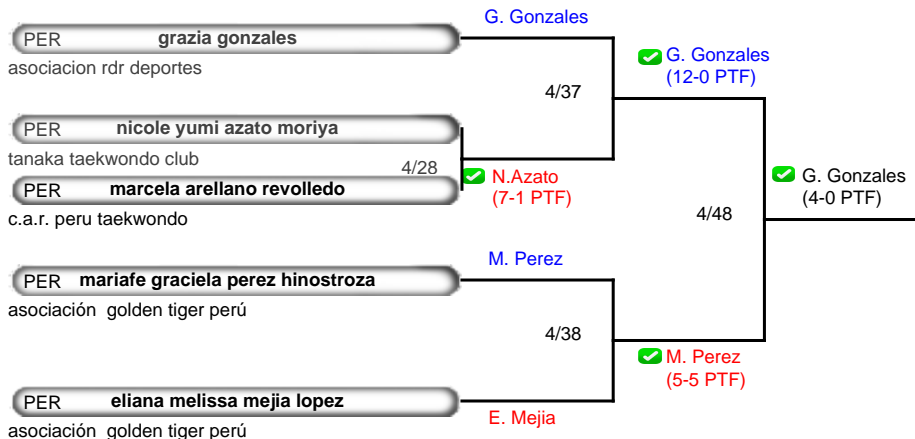 G. Gonzales
PER grazia gonzales
asociacion rdr deportes
G. Gonzales
(12-0 PTF)
4/37
PER nicole yumi azato moriya
tanaka taekwondo club
4/28
N.Azato
(7-1 PTF)
PER marcela arellano revolledo
c.a.r. peru taekwondo
G. Gonzales
(4-0 PTF)
4/48
M. Perez
PER mariafe graciela perez hinostroza
asociación golden tiger perú
4/38
M. Perez
(5-5 PTF)
PER eliana melissa mejia lopez
E. Mejia
asociación golden tiger perú